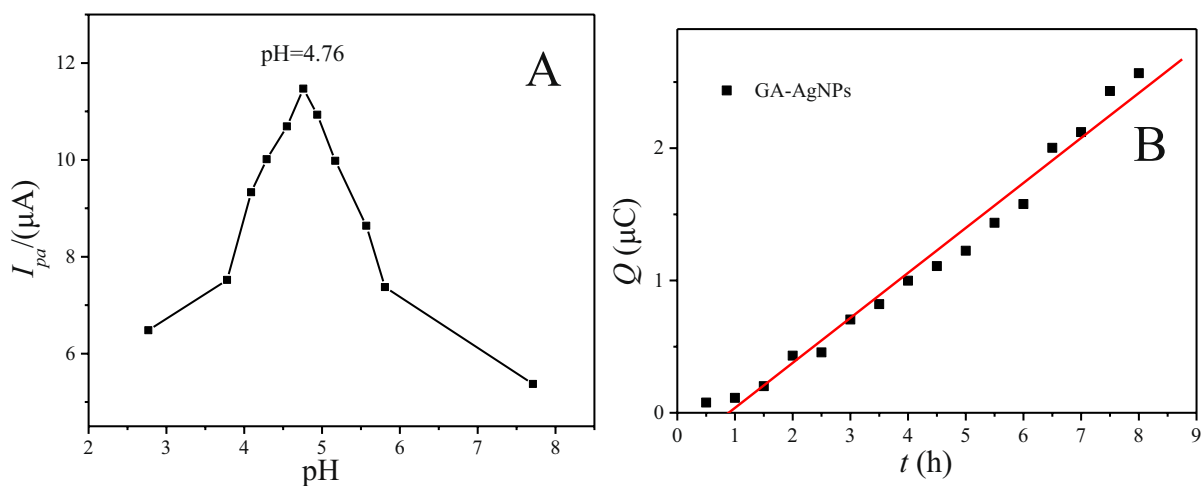 A
pH=4.76
12
10
8
6
I_pa/(μA)
2 3 4 5 6 7 8
pH
GA-AgNPs
B
2
1
0
Q (μC)
0 1 2 3 4 5 6 7 8 9
t (h)